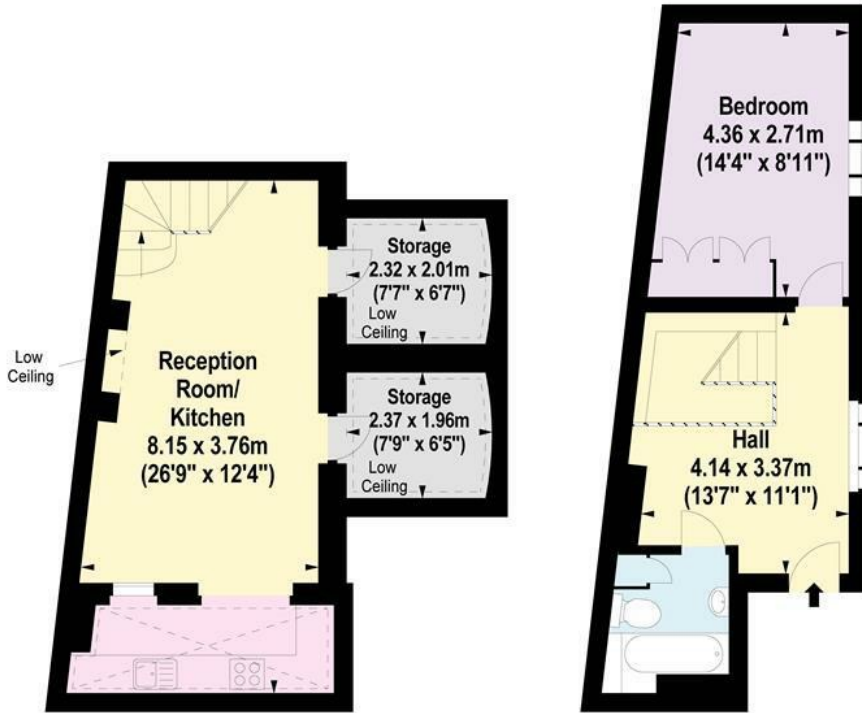 Low
Ceiling
Reception
Room/
Kitchen
8.15 x 3.76m
(26'9" x 12'4")
Storage
2.32 x 2.01m
(7'7" x 6'7")
Low
Ceiling
Storage
2.37 x 1.96m
(7'9" x 6'5")
Low
Ceiling
Bedroom
4.36 x 2.71m
(14'4" x 8'11")
Hall
4.14 x 3.37m
(13'7" x 11'1")